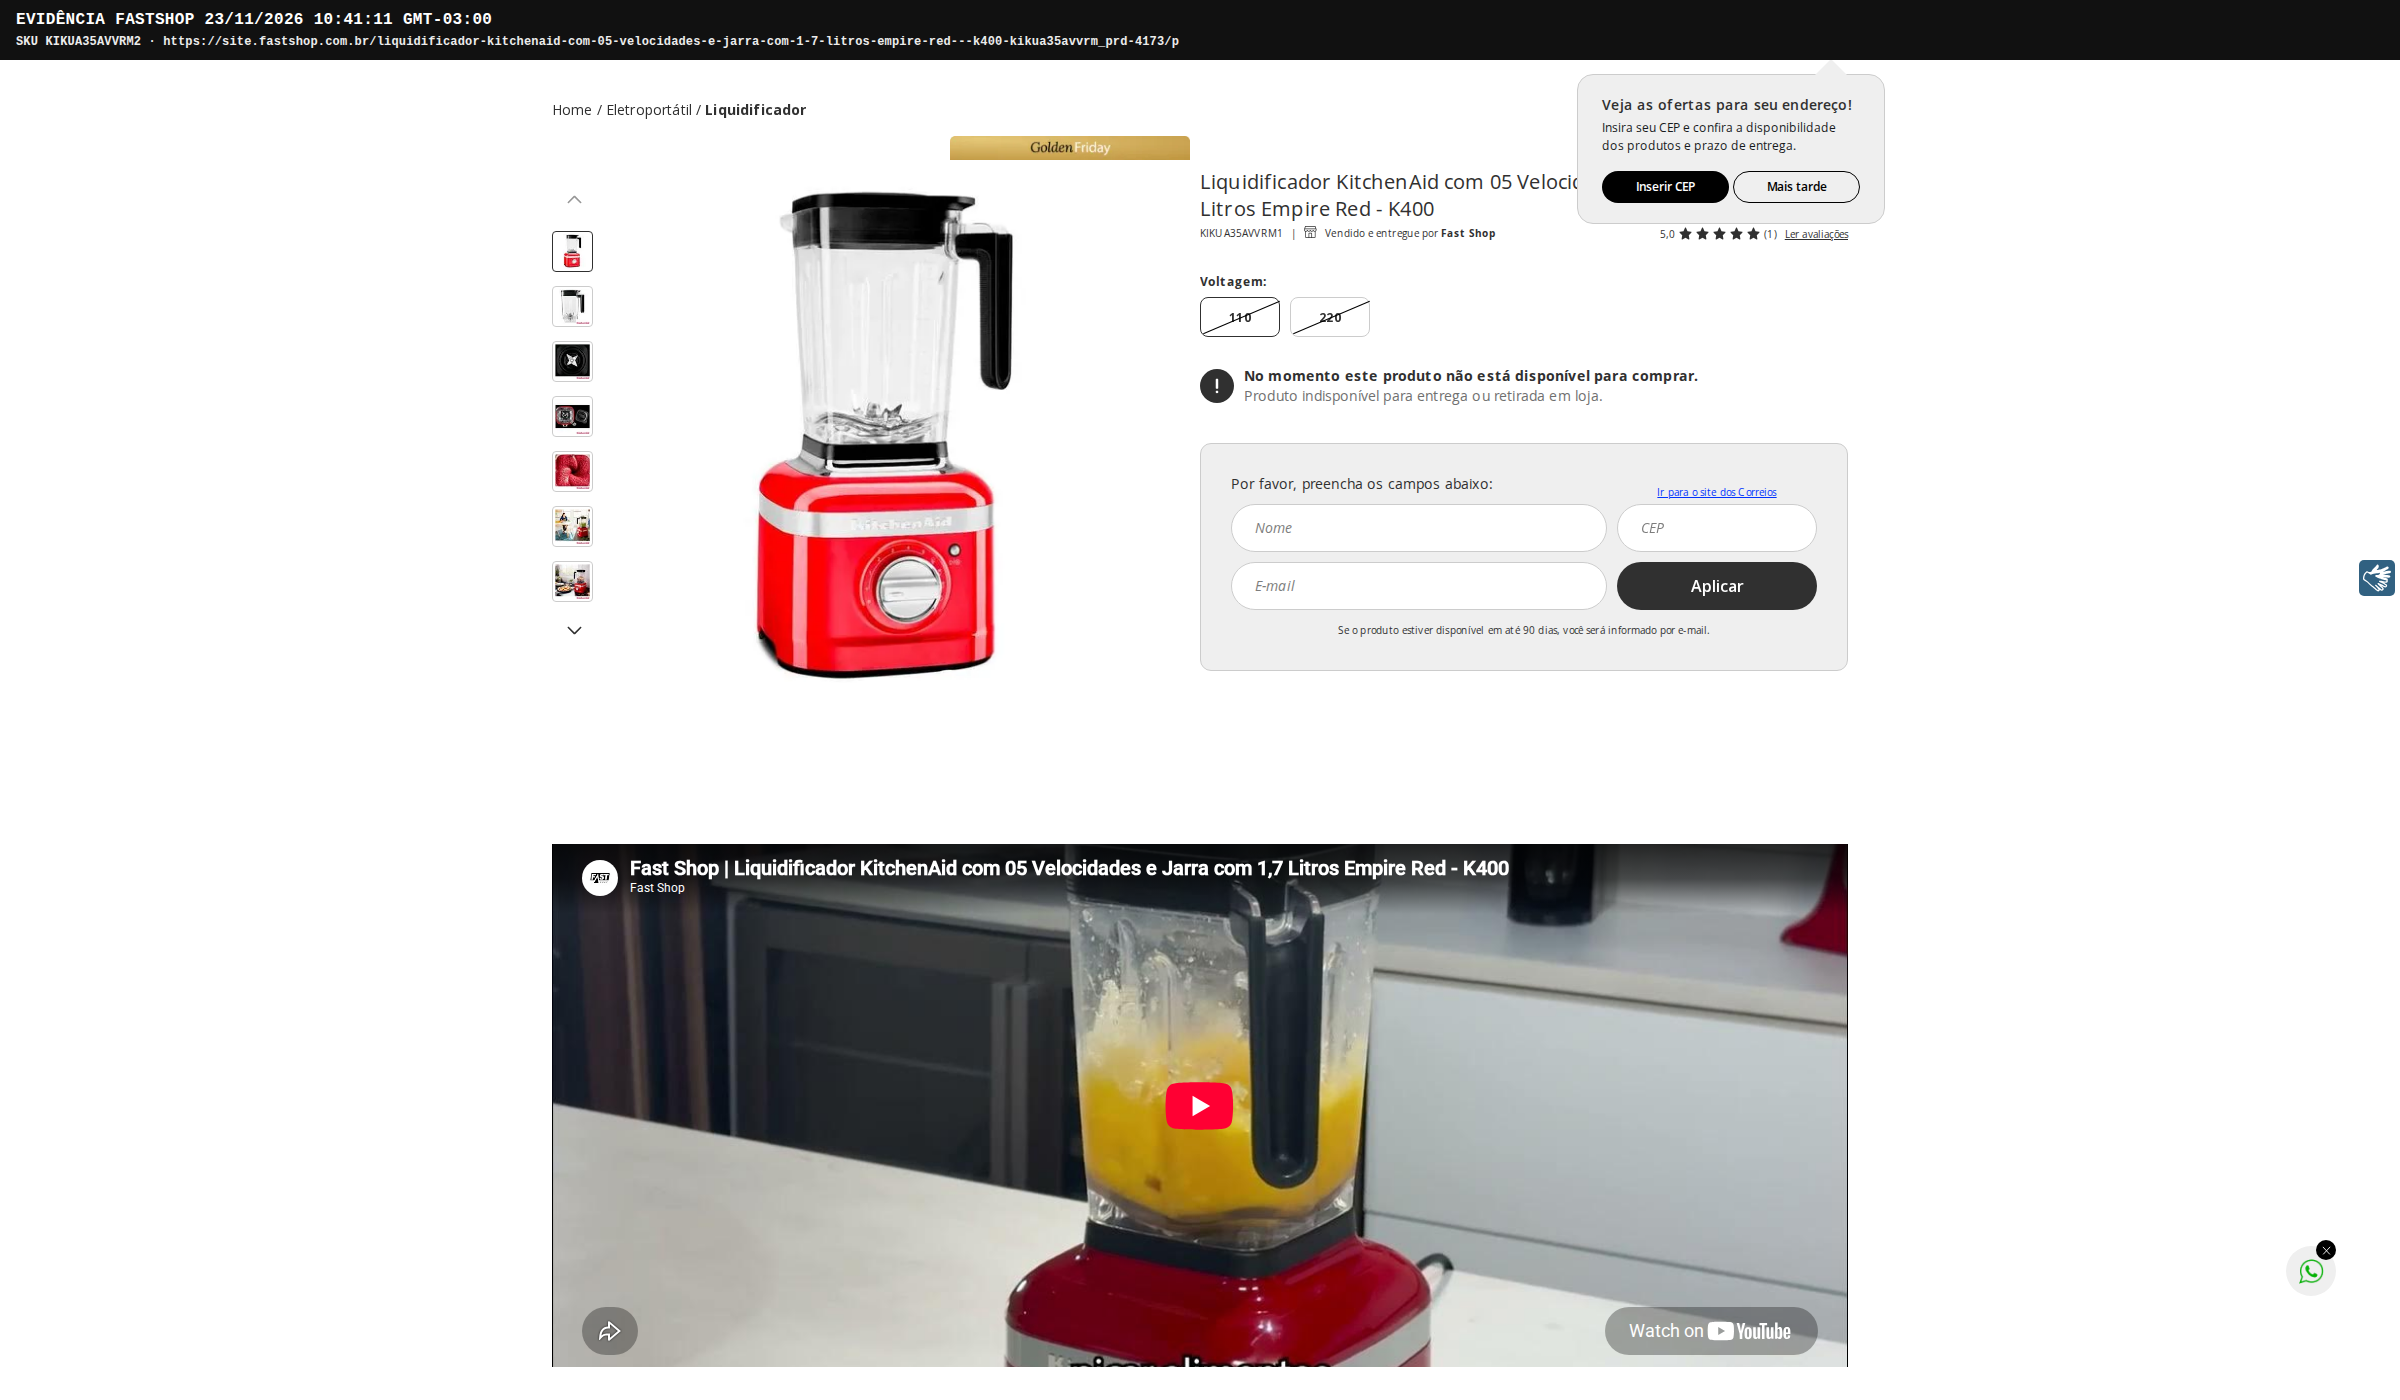 EVIDÊNCIA FASTSHOP 23/11/2026 10:41:11 GMT-03:00
SKU KIKUA35AVVRM2 · https://site.fastshop.com.br/liquidificador-kitchenaid-com-05-velocidades-e-jarra-com-1-7-litros-empire-red---k400-kikua35avvrm_prd-4173/p
Veja as ofertas para seu endereço!
Insira seu CEP e confira a disponibilidade
dos produtos e prazo de entrega.
Inserir CEP
Mais tarde
Home / Eletroportátil / Liquidificador
Golden Friday
Liquidificador KitchenAid com 05 Veloci
Litros Empire Red - K400
KIKUA35AVVRM1 | Vendido e entregue por Fast Shop
5,0 (1) Ler avaliações
Voltagem:
110
220
No momento este produto não está disponível para comprar.
Produto indisponível para entrega ou retirada em loja.
Por favor, preencha os campos abaixo:
Ir para o site dos Correios
Nome
CEP
E-mail
Aplicar
Se o produto estiver disponível em até 90 dias, você será informado por e-mail.
KitchenAid
FAST
Fast Shop | Liquidificador KitchenAid com 05 Velocidades e Jarra com 1,7 Litros Empire Red - K400
Fast Shop
Watch on YouTube